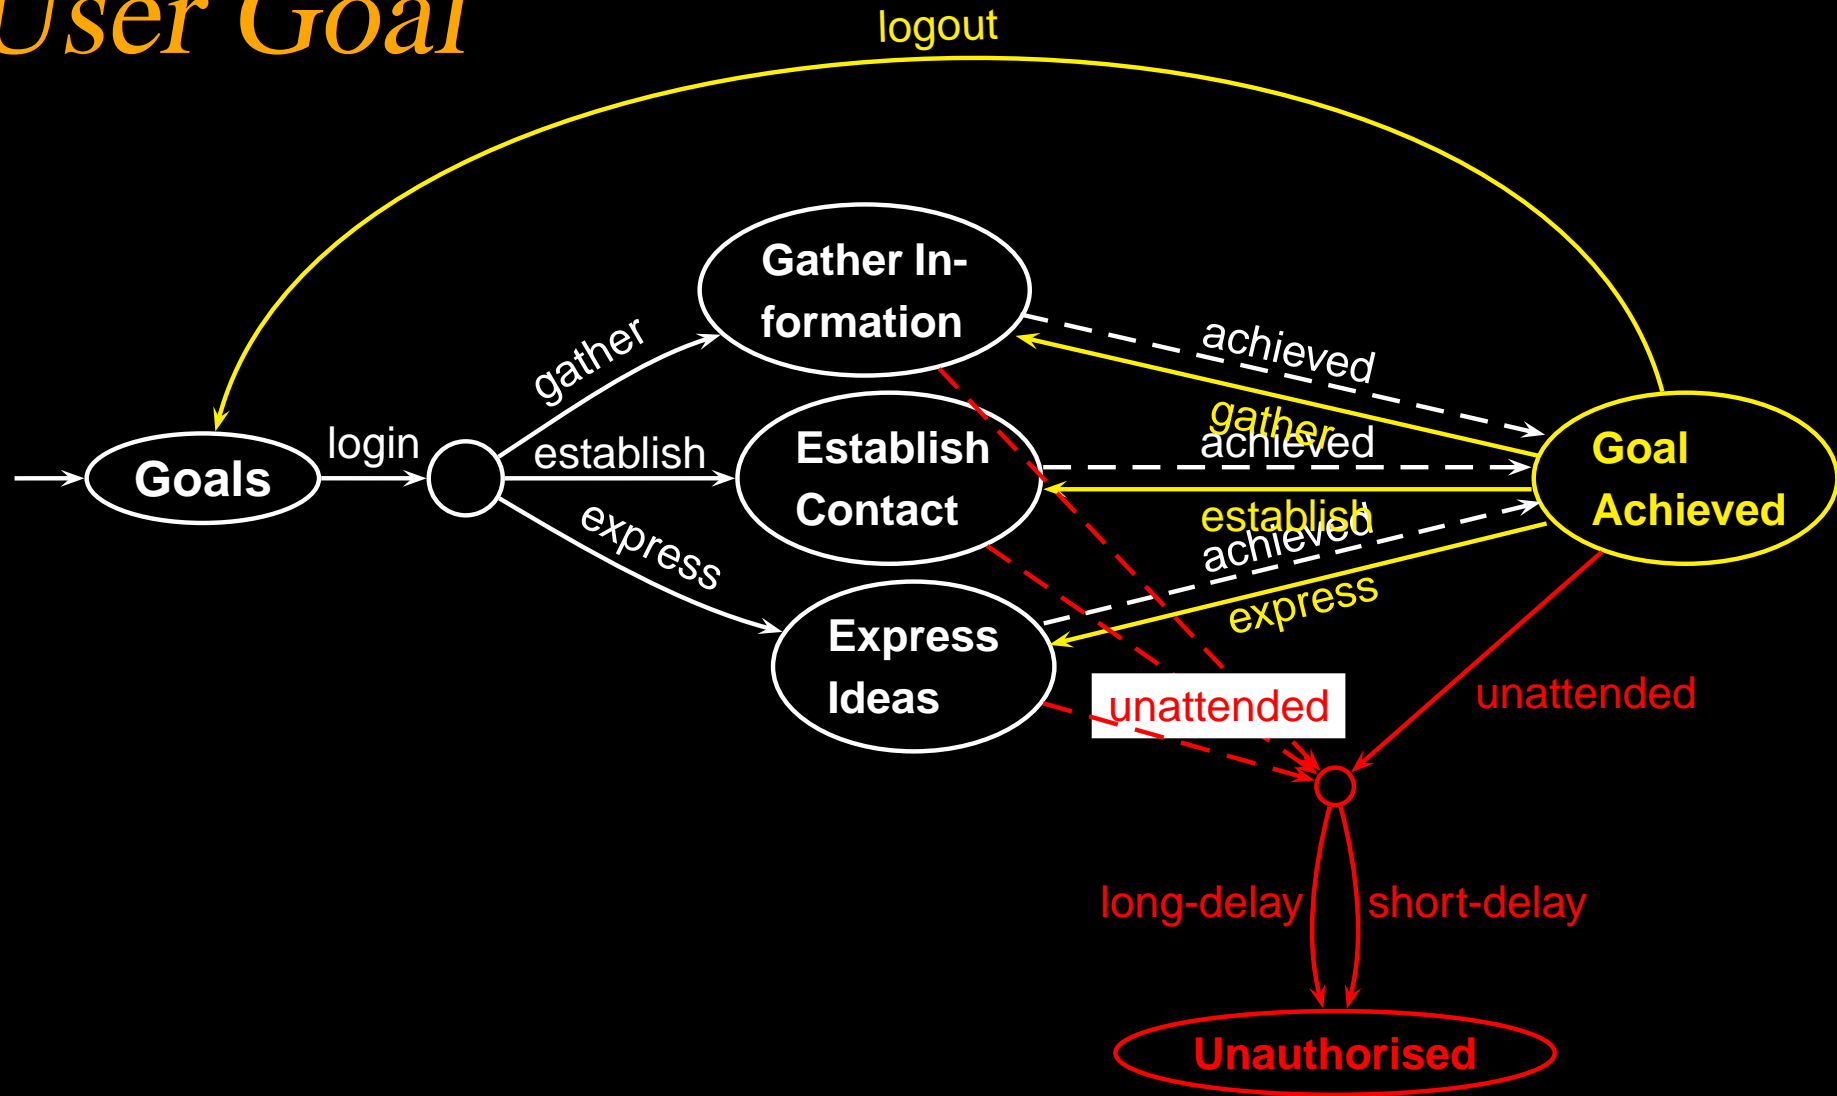 User Goal
logout
Gather In-
formation
gather
achieved
gather
login
establish
achieved
Goals
Establish
Contact
Goal
Achieved
establish
express
achieved
express
Express
Ideas
unattended
unattended
long-delay
short-delay
Unauthorised